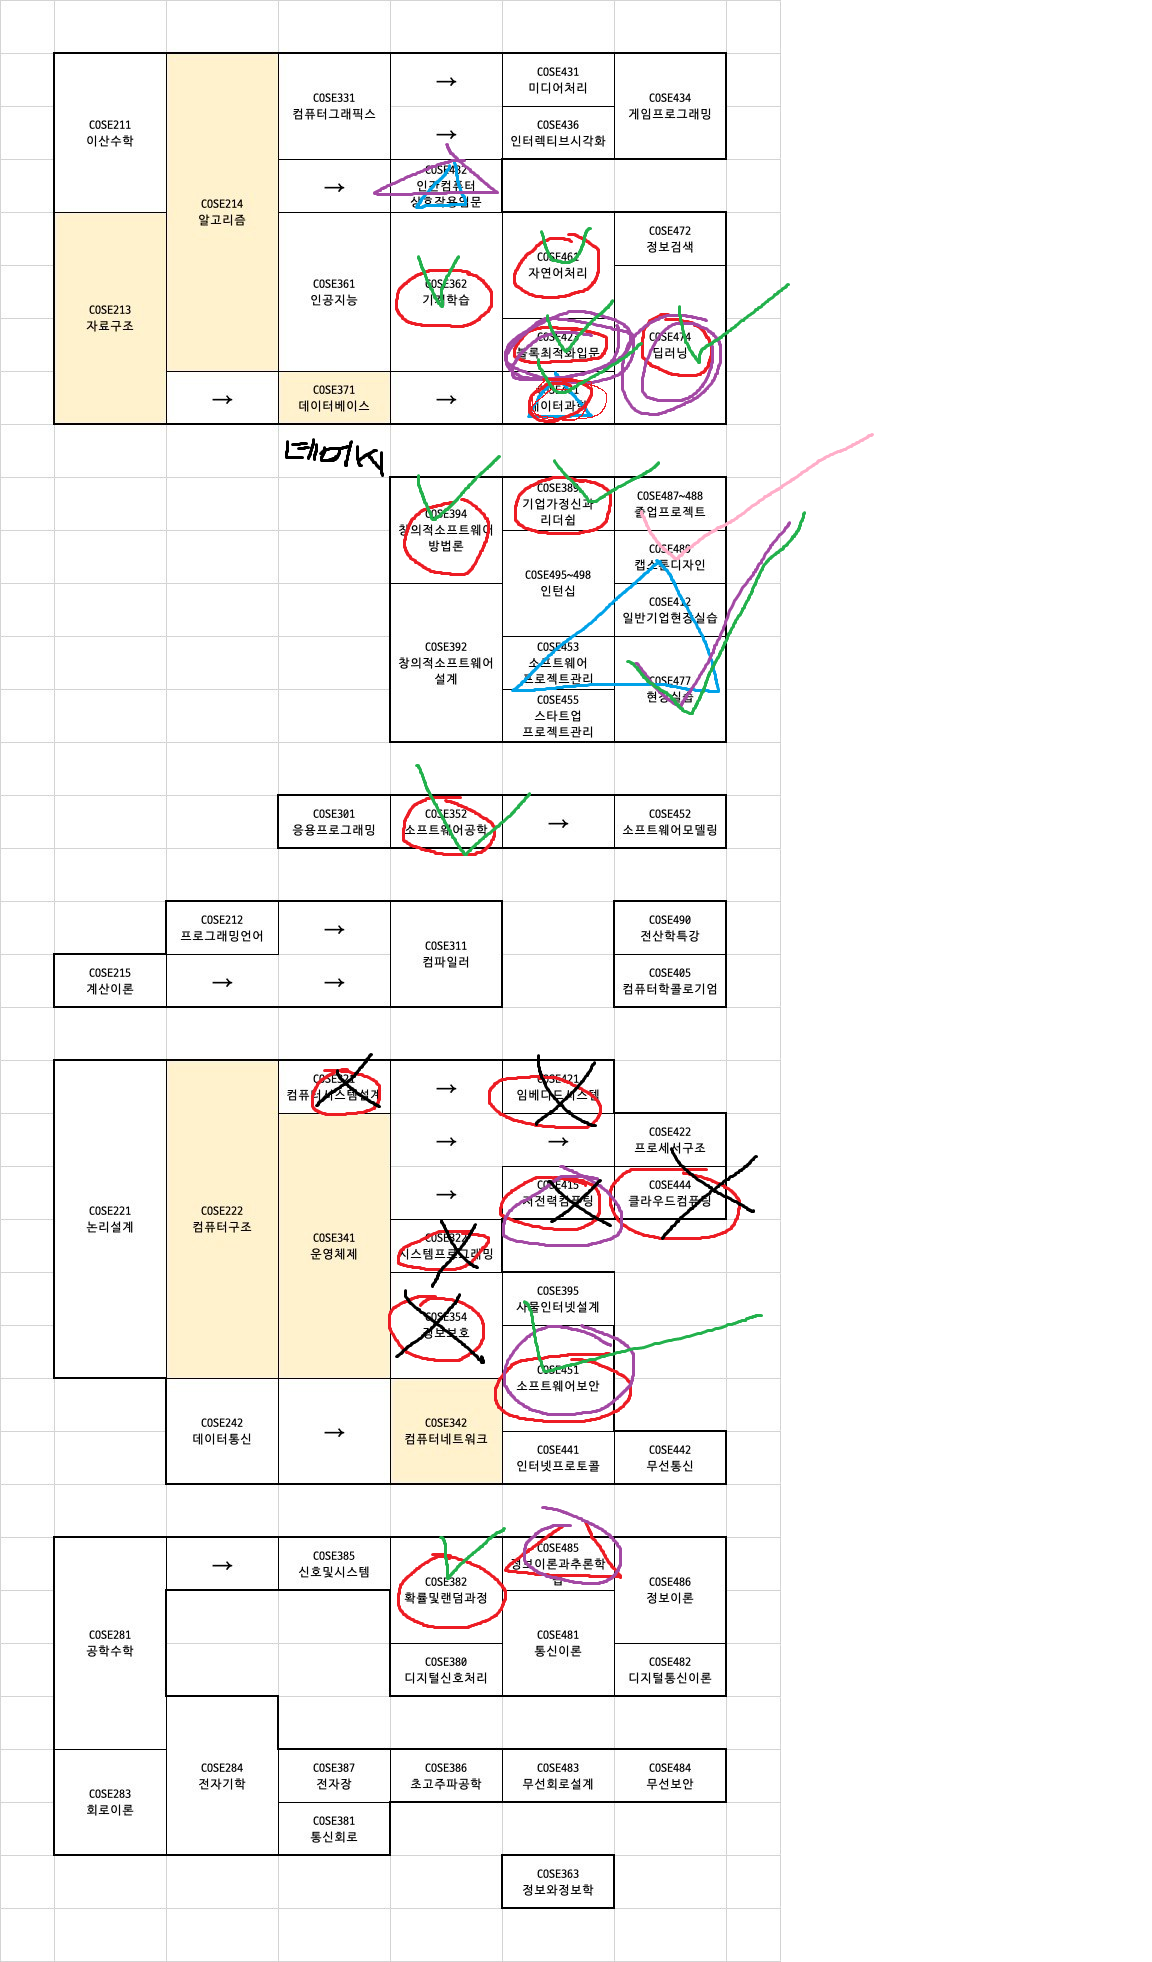 COSE211
이산수학
COSE214
알고리즘
COSE331
컴퓨터그래픽스
→
COSE431
미디어처리
COSE434
게임프로그래밍
→
COSE436
인터렉티브시각화
→
COSE432
인간컴퓨터
상호작용입문
COSE213
자료구조
COSE361
인공지능
COSE362
기계학습
COSE461
자연어처리
COSE472
정보검색
COSE423
블록최적화입문
COSE474
딥러닝
→
COSE371
데이터베이스
→
데이터과학
COSE394
창의적소프트웨어
방법론
COSE389
기업가정신과
리더쉽
COSE487~488
졸업프로젝트
COSE495~498
인턴십
COSE489
캡스톤디자인
COSE412
일반기업현장실습
COSE392
창의적소프트웨어
설계
COSE453
소프트웨어
프로젝트관리
COSE477
현장실습
COSE455
스타트업
프로젝트관리
COSE301
응용프로그래밍
COSE352
소프트웨어공학
→
COSE452
소프트웨어모델링
COSE212
프로그래밍언어
→
COSE311
컴파일러
COSE490
전산학특강
COSE215
계산이론
→
→
COSE405
컴퓨터학콜로기엄
COSE221
논리설계
COSE222
컴퓨터구조
COSE321
컴퓨터시스템설계
→
COSE421
임베디드시스템
COSE341
운영체제
→
→
COSE422
프로세서구조
→
COSE415
저전력컴퓨팅
COSE444
클라우드컴퓨팅
COSE322
시스템프로그래밍
COSE354
정보보호
COSE395
사물인터넷설계
COSE451
소프트웨어보안
COSE242
데이터통신
→
COSE342
컴퓨터네트워크
COSE441
인터넷프로토콜
COSE442
무선통신
COSE281
공학수학
→
COSE385
신호및시스템
COSE382
확률및랜덤과정
COSE485
정보이론과추론학
습
COSE486
정보이론
COSE380
디지털신호처리
COSE481
통신이론
COSE482
디지털통신이론
COSE283
회로이론
COSE284
전자기학
COSE387
전자장
COSE386
초고주파공학
COSE483
무선회로설계
COSE484
무선보안
COSE381
통신회로
COSE363
정보와정보학